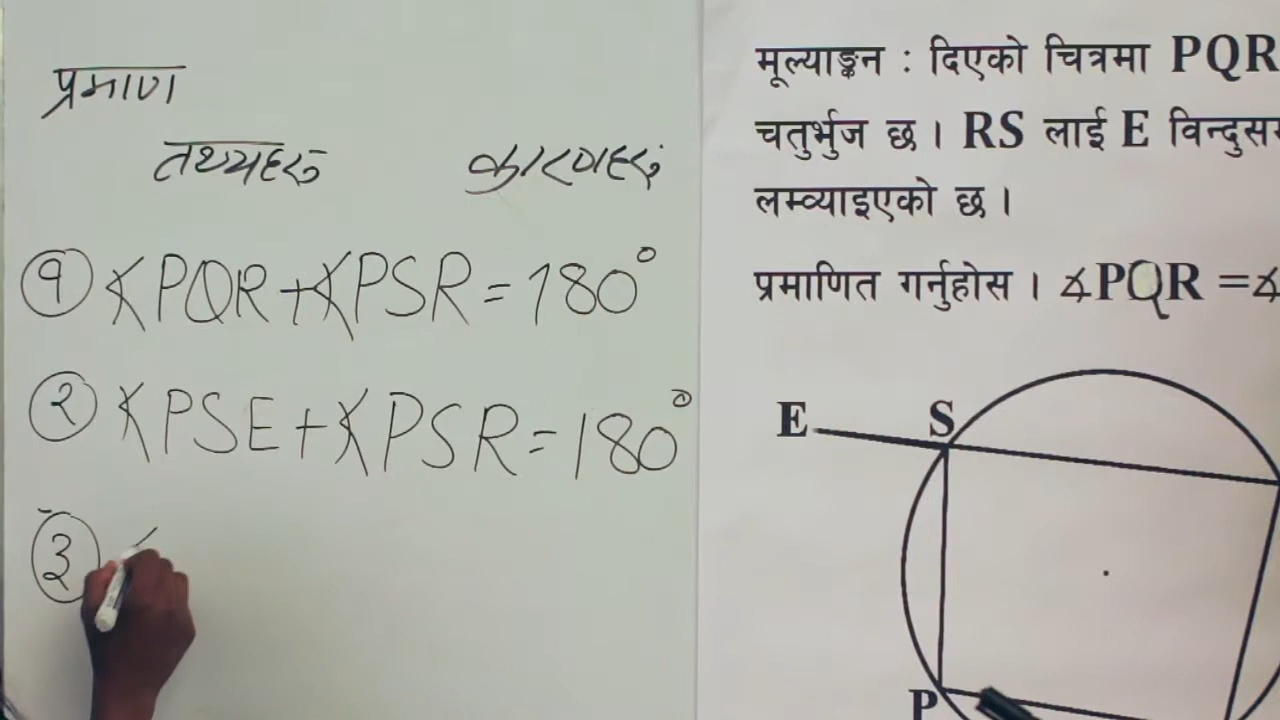 प्रमाण
तथ्यहरु कारणहरु
१ ∡PQR+∡PSR=180°
२ ∡PSE+∡PSR=180°
३
मूल्याङ्कन : दिएको चित्रमा PQR
चतुर्भुज छ । RS लाई E विन्दुस
लम्व्याइएको छ ।
प्रमाणित गर्नुहोस । ∡PQR =∡
E S
P